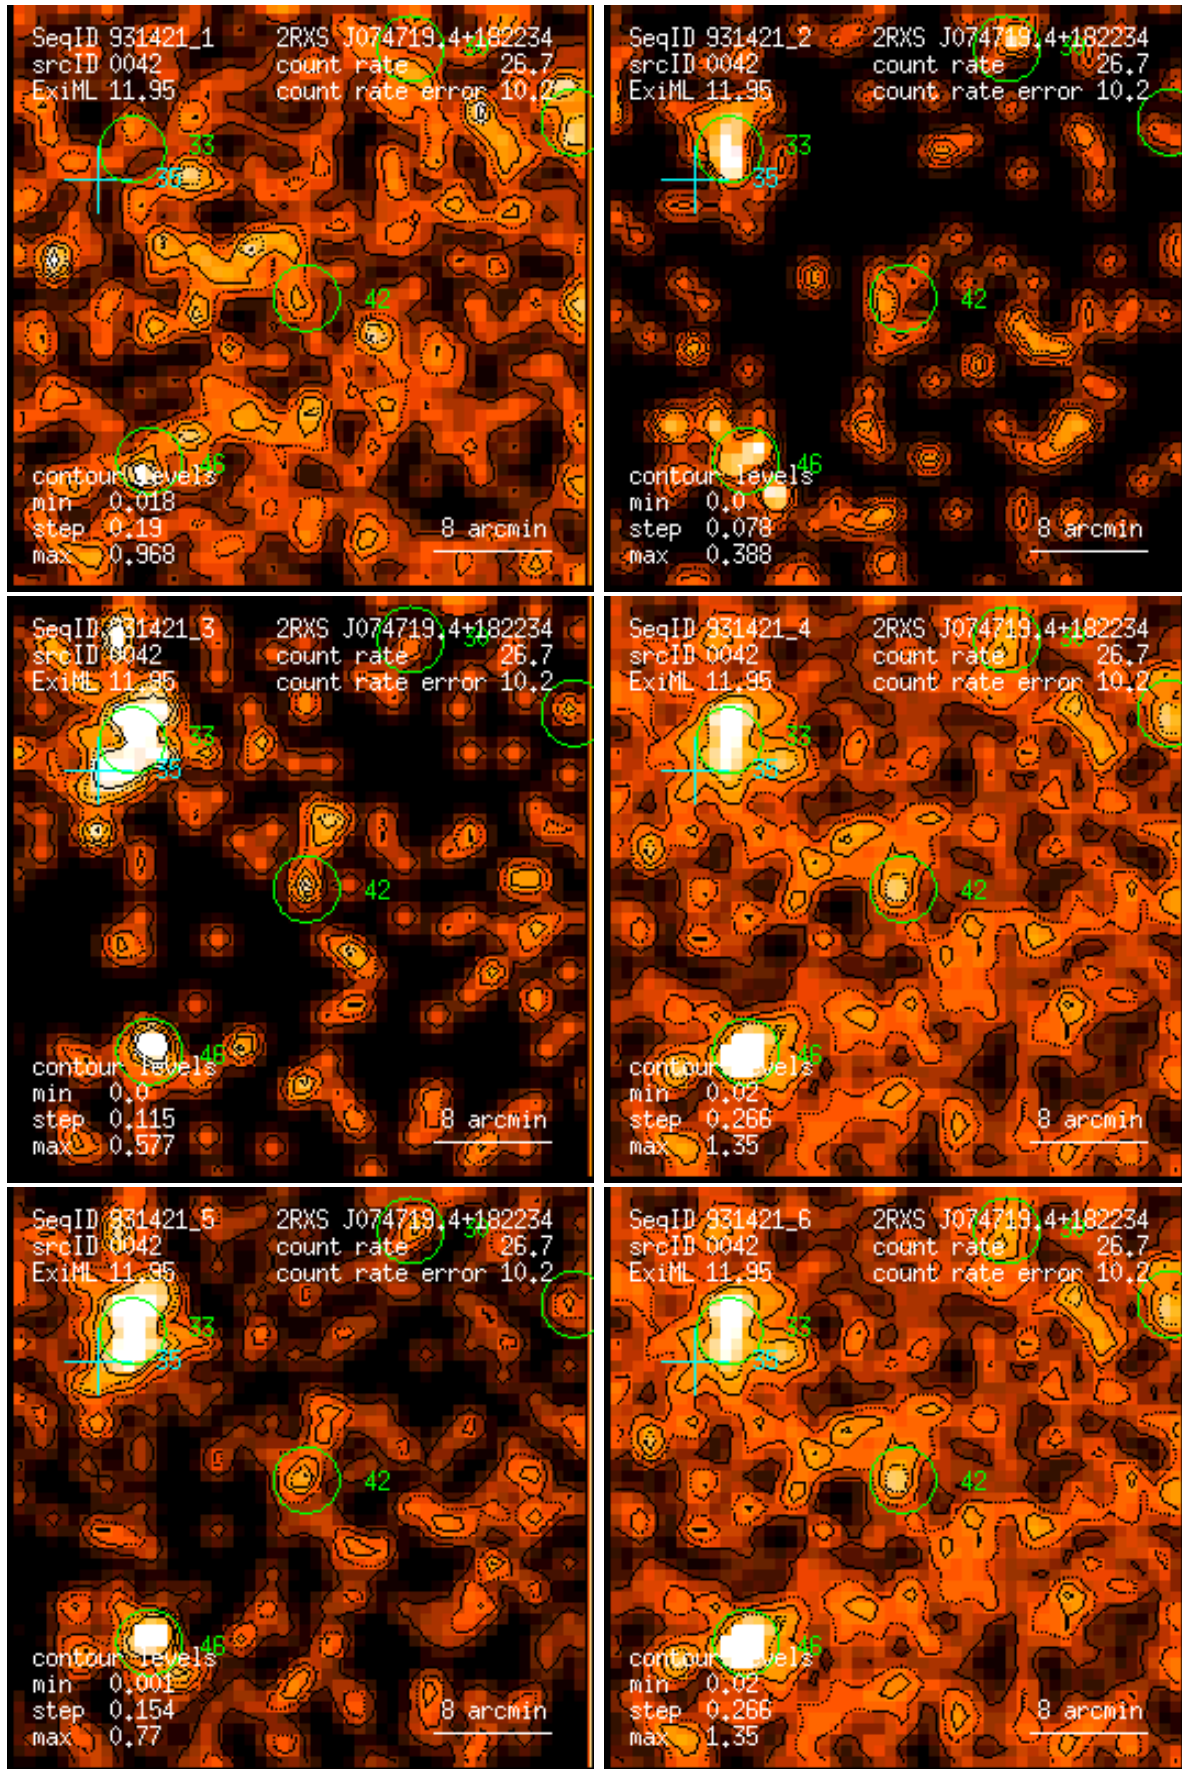 SeqID 931421_1 2RXS J074719.4+182234
srcID 0042 count rate 26.7
ExiML 11.95 count rate error 10.2
30
33
35
42
46
contour levels
min 0.018
step 0.19 8 arcmin
max 0.968
SeqID 931421_2 2RXS J074719.4+182234
srcID 0042 count rate 26.7
ExiML 11.95 count rate error 10.2
30
33
35
42
46
contour levels
min 0.0
step 0.078 8 arcmin
max 0.388
SeqID 931421_3 2RXS J074719.4+182234
srcID 0042 count rate 26.7
ExiML 11.95 count rate error 10.2
30
33
35
42
46
contour levels
min 0.0
step 0.115 8 arcmin
max 0.577
SeqID 931421_4 2RXS J074719.4+182234
srcID 0042 count rate 26.7
ExiML 11.95 count rate error 10.2
30
33
35
42
46
contour levels
min 0.02
step 0.266 8 arcmin
max 1.35
SeqID 931421_5 2RXS J074719.4+182234
srcID 0042 count rate 26.7
ExiML 11.95 count rate error 10.2
30
33
35
42
46
contour levels
min 0.001
step 0.154 8 arcmin
max 0.77
SeqID 931421_6 2RXS J074719.4+182234
srcID 0042 count rate 26.7
ExiML 11.95 count rate error 10.2
30
33
35
42
46
contour levels
min 0.02
step 0.266 8 arcmin
max 1.35